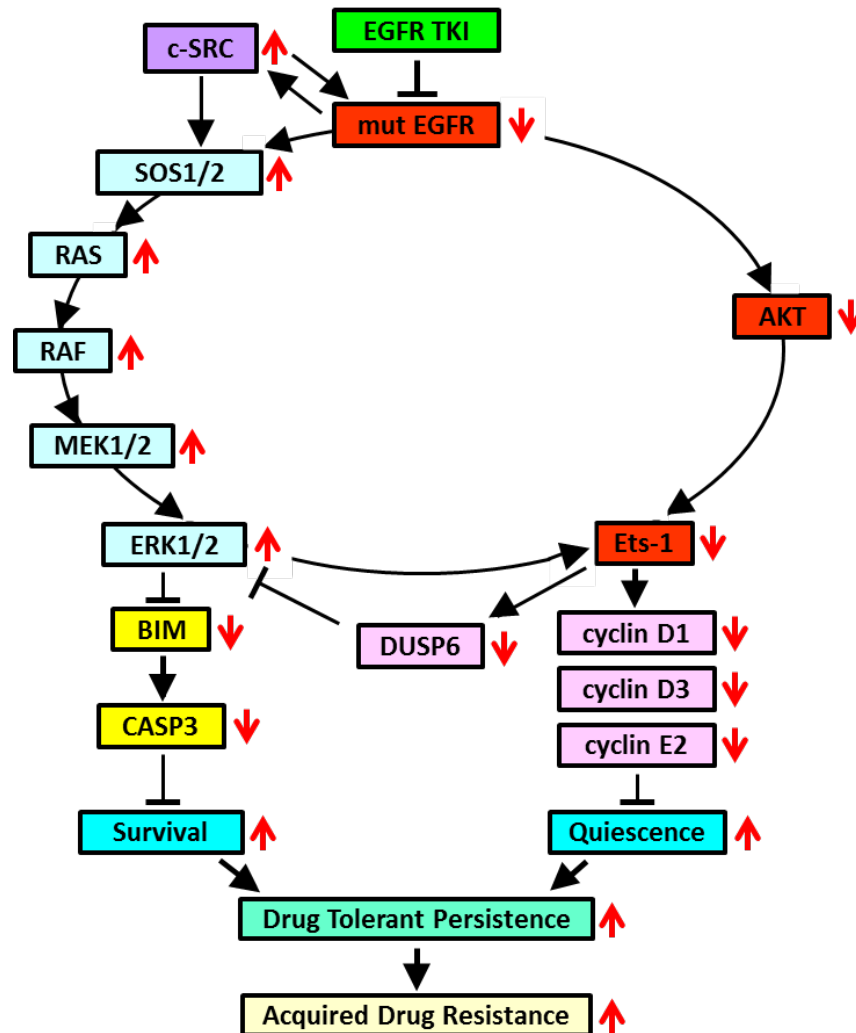 EGFR TKI
c-SRC
mut EGFR
SOS1/2
RAS
AKT
RAF
MEK1/2
ERK1/2
Ets-1
BIM
DUSP6
cyclin D1
cyclin D3
CASP3
cyclin E2
Survival
Quiescence
Drug Tolerant Persistence
Acquired Drug Resistance